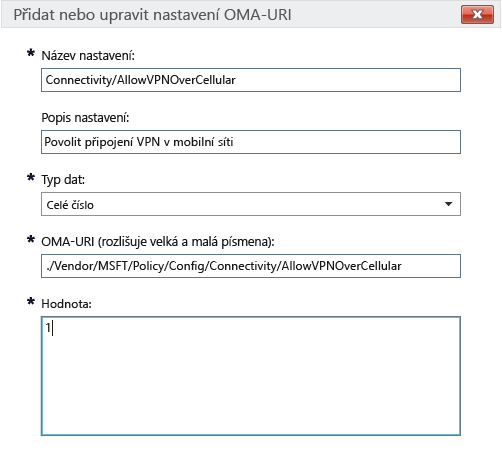 Přidat nebo upravit nastavení OMA-URI
* Název nastavení:
Connectivity/AllowVPNOverCellular
Popis nastavení:
Povolit připojení VPN v mobilní síti
* Typ dat:
Celé číslo
* OMA-URI (rozlišuje velká a malá písmena):
./Vendor/MSFT/Policy/Config/Connectivity/AllowVPNOverCellular
* Hodnota:
1